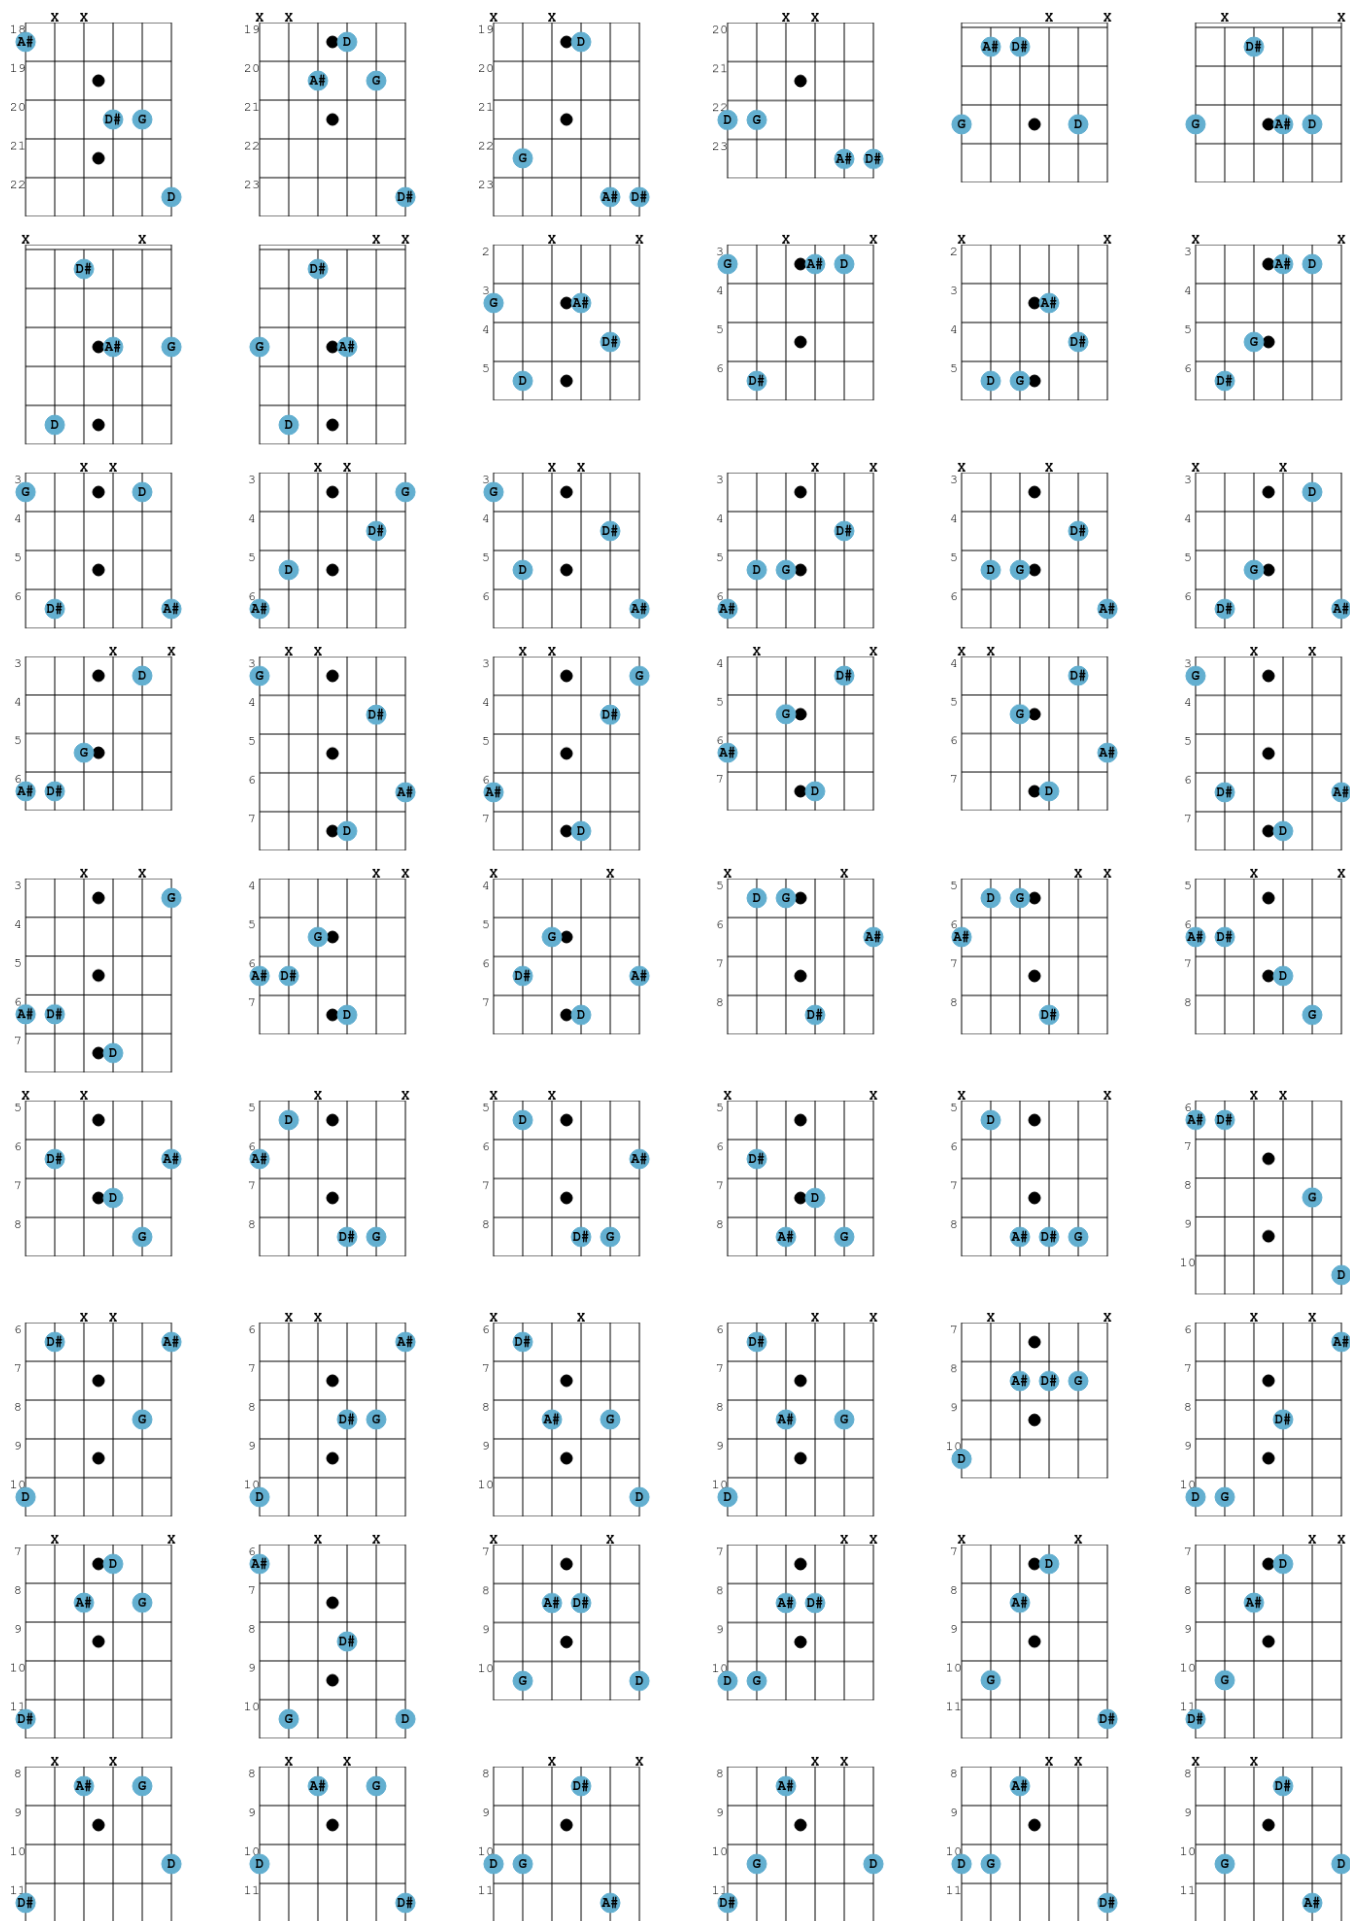 X X
18 A#
19
20 D# G
21
22 D
X X
19 D
20 A# G
21
22
23 D#
X X
19 D
20
21
22 G
23 A# D#
X X
20
21
22 D G
23 A# D#
X X
A# D#
G D
X X
D#
G A# D
X X
D#
A# G
D
X X
D#
G A#
D
X X
2
3 G A#
4 D#
5 D
X X
3 G A# D
4
5
6 D#
X X
2
3 A#
4 D#
5 D G
X X
3 A# D
4
5 G
6 D#
X X
3 G D
4
5
6 D# A#
X X
3 G
4 D#
5 D
6 A#
X X
3 G
4 D#
5 D
6 A#
X X
3
4 D#
5 D G
6 A#
X X
3
4 D#
5 D G
6 A#
X X
3 D
4
5 G
6 D# A#
X X
3 D
4
5 G
6 A# D#
X X
3 G
4 D#
5
6 A#
7 D
X X
3 G
4 D#
5
6 A#
7 D
X X
4 D#
5 G
6 A#
7 D
X X
4 D#
5 G
6 A#
7 D
X X
3 G
4
5
6 D# A#
7 D
X X
3 G
4
5
6 A# D#
7 D
X X
4
5 G
6 A# D#
7 D
X X
4
5 G
6 D# A#
7 D
X X
5 D G
6 A#
7
8 D#
X X
5 D G
6 A#
7
8 D#
X X
5
6 A# D#
7 D
8 G
X X
5
6 D# A#
7 D
8 G
X X
5 D
6 A#
7
8 D# G
X X
5 D
6 A#
7
8 D# G
X X
5
6 D#
7 D
8 A# G
X X
5 D
6
7
8 A# D# G
X X
6 A# D#
7
8 G
9
10 D
X X
6 D# A#
7
8 G
9
10 D
X X
6 A#
7
8 D# G
9
10 D
X X
6 D#
7
8 A# G
9
10 D
X X
6 D#
7
8 A# G
9
10 D
X X
7
8 A# D# G
9
10 D
X X
6 A#
7
8 D#
9
10 D G
X X
7 D
8 A# G
9
10
11 D#
X X
6 A#
7
8 D#
9
10 G D
X X
7
8 A# D#
9
10 G D
X X
7
8 A# D#
9
10 D G
X X
7 D
8 A#
9
10 G
11 D#
X X
7 D
8 A#
9
10 G
11 D#
X X
8 A# G
9
10 D
11 D#
X X
8 A# G
9
10 D
11 D#
X X
8 D#
9
10 D G
11 A#
X X
8 A#
9
10 G D
11 D#
X X
8 A#
9
10 D G
11 D#
X X
8 D#
9
10 G D
11 A#